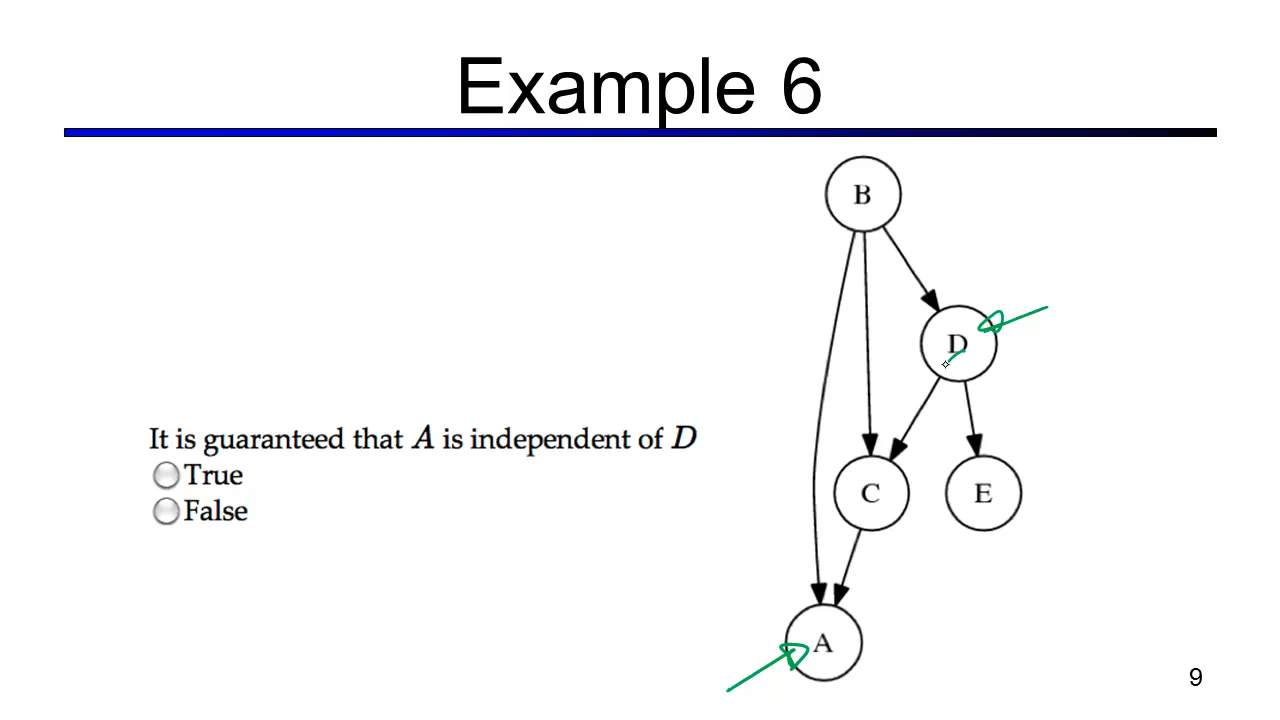 Example 6
B
D
It is guaranteed that A is independent of D
True
False
C
E
A
9